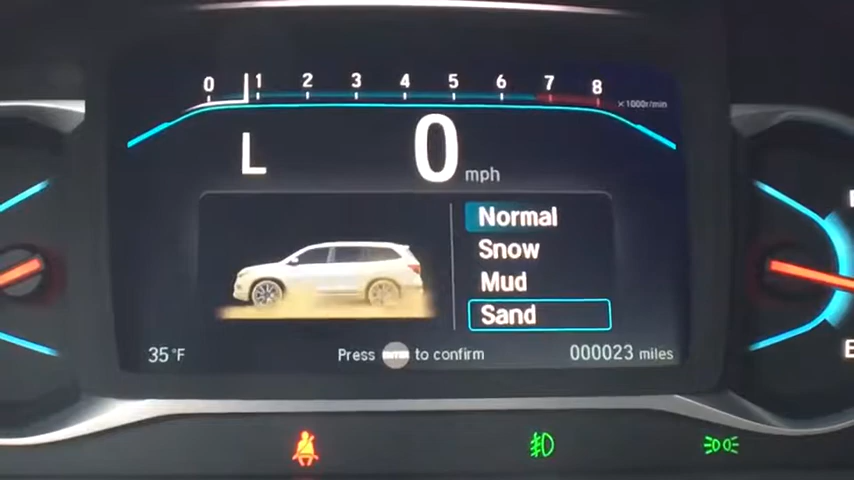 0 1 2 3 4 5 6 7 8
×1000r/min
L 0 mph
Normal
Snow
Mud
Sand
35°F
Press ENTER to confirm
000023 miles